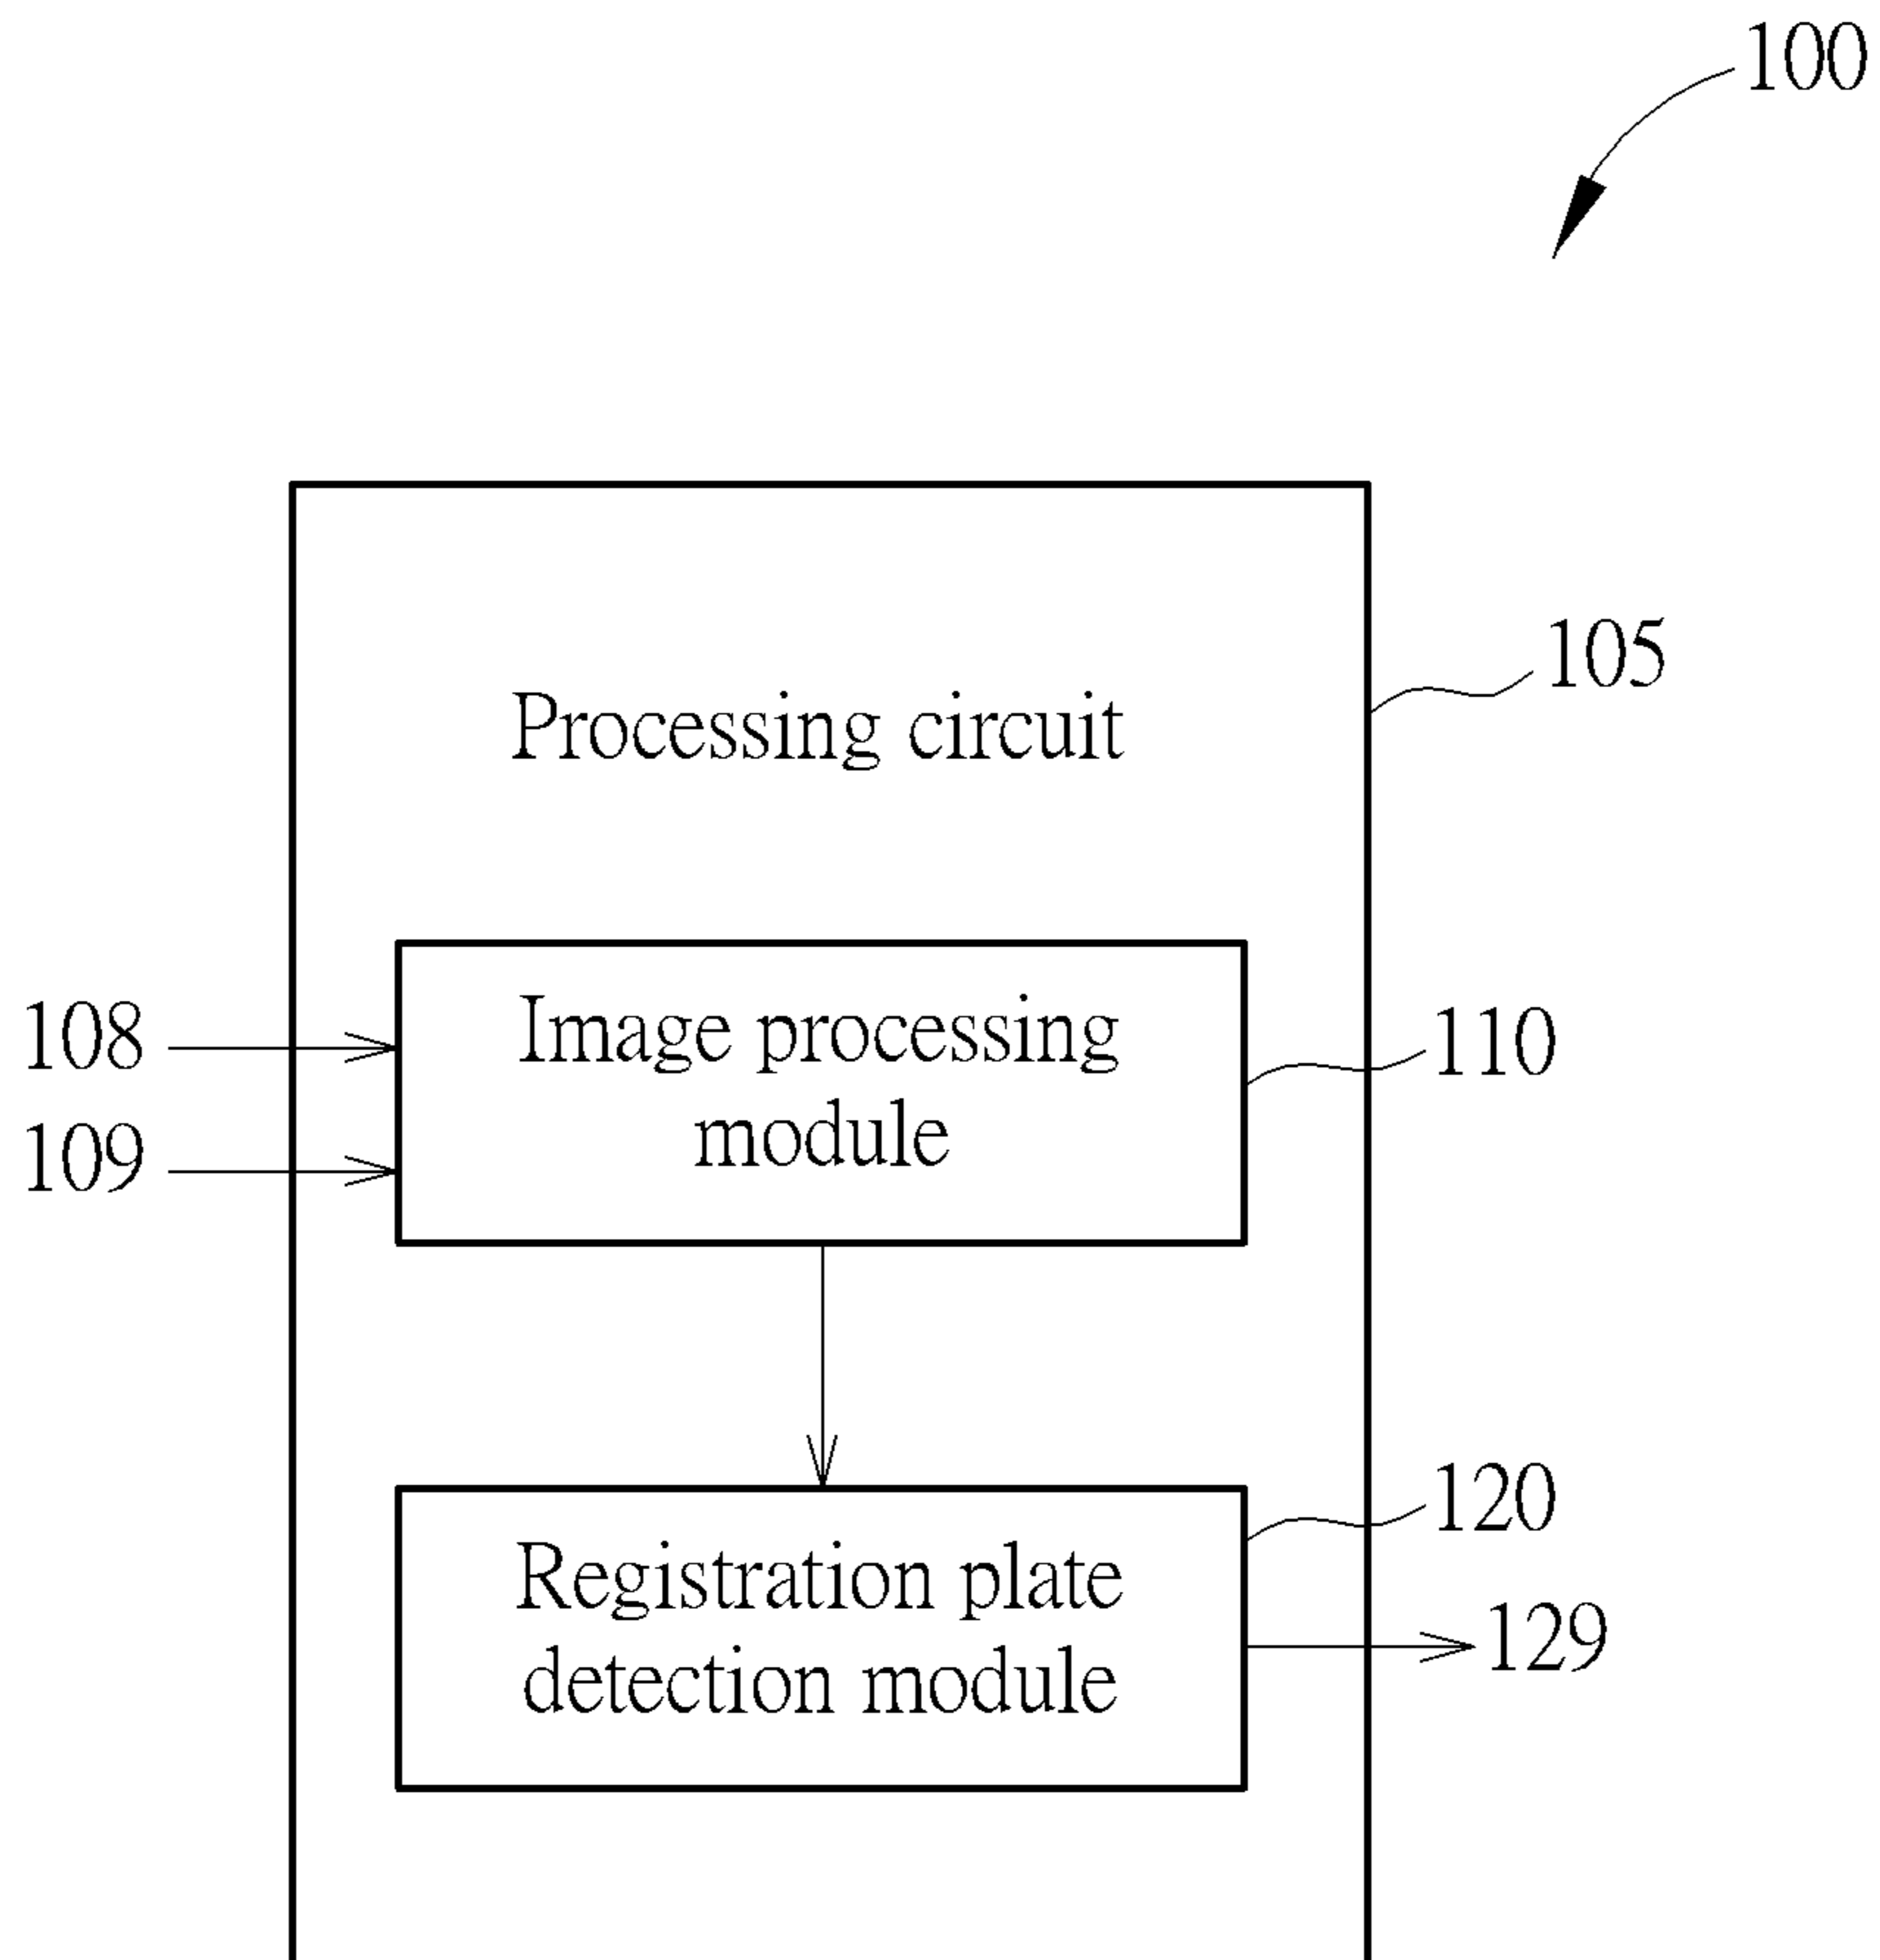 100
105
Processing circuit
108
109
Image processing
module
110
120
Registration plate
detection module
129